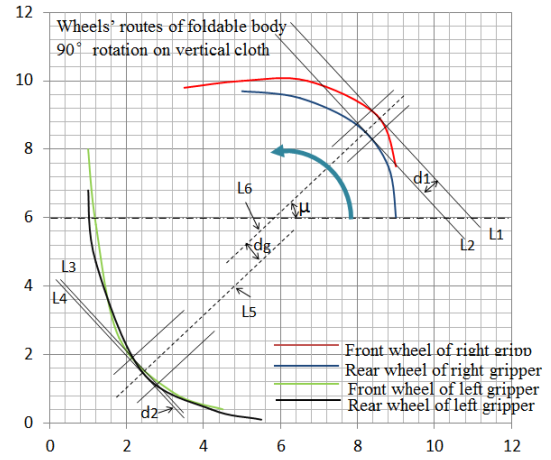 12
Wheels' routes of foldable body
90° rotation on vertical cloth
10
8
6
4
2
0
0 2 4 6 8 10 12
d1
L1
L2
L6
μ
dg
L5
L3
L4
d2
Front wheel of right gripp
Rear wheel of right gripper
Front wheel of left gripper
Rear wheel of left gripper